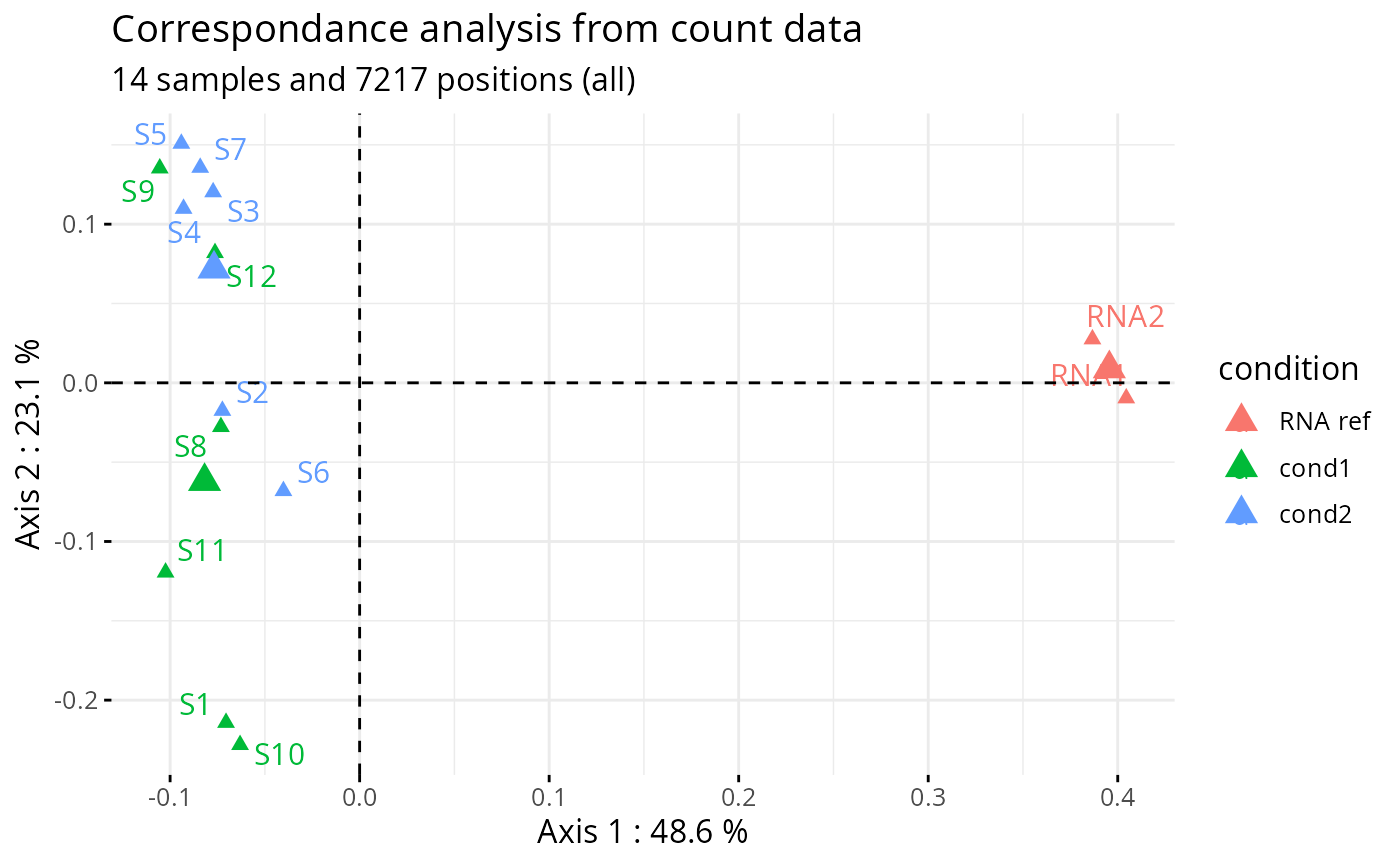 Correspondance analysis from count data
14 samples and 7217 positions (all)
S5
S7
S9
S3
S4
S12
RNA2
RNA1
S2
S8
S6
S11
S1
S10
0.1
0.0
-0.1
-0.2
Axis 2 : 23.1 %
-0.1
0.0
0.1
0.2
0.3
0.4
Axis 1 : 48.6 %
condition
RNA ref
cond1
cond2